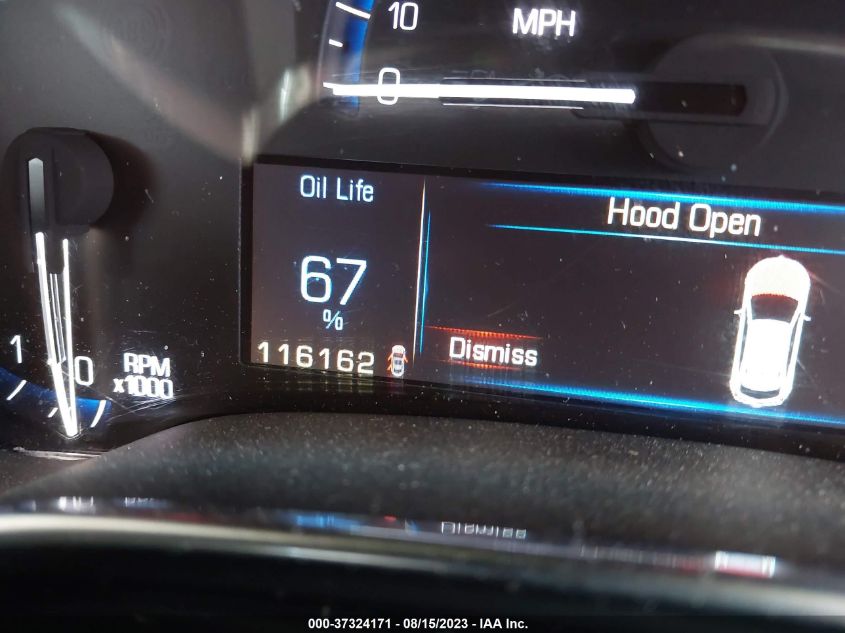 10
MPH
0
Oil Life
Hood Open
67
%
Dismiss
116162
1
0
RPM
x1000
000-37324171 - 08/15/2023 - IAA Inc.